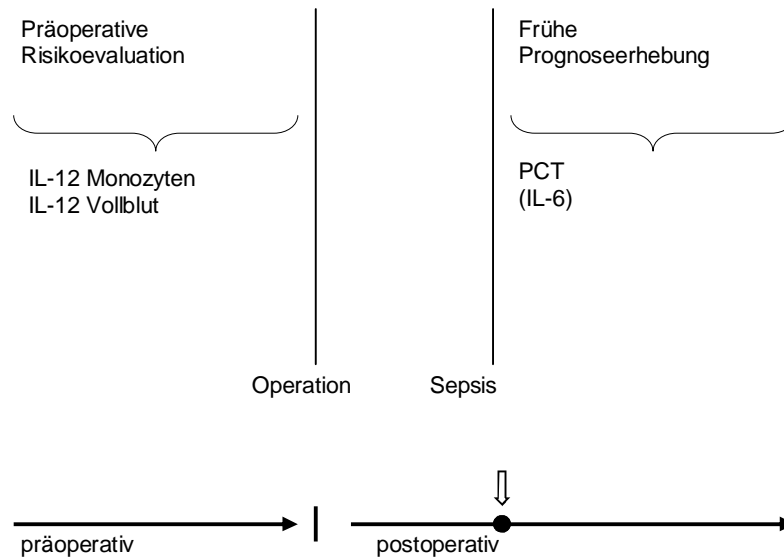 Präoperative
Risikoevaluation
Frühe
Prognoseerhebung
IL-12 Monozyten
IL-12 Vollblut
PCT
(IL-6)
Operation
Sepsis
präoperativ
postoperativ